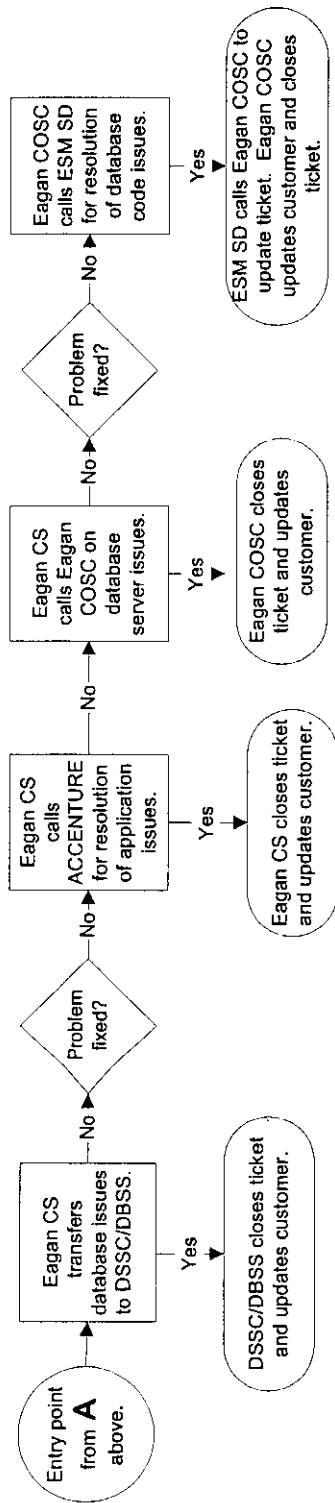 Entry point
from A
above.
Eagan CS
transfers
database issues
to DSSC/DBSS.
Yes
DSSC/DBSS closes ticket
and updates customer.
No
Problem
fixed?
No
Eagan CS
calls
ACCENTURE
for resolution
of application
issues.
Yes
Eagan CS closes ticket
and updates customer.
No
Eagan CS
calls Eagan
COSC on
database
server issues.
Yes
Eagan COSC closes
ticket and updates
customer.
No
Problem
fixed?
No
Eagan COSC
calls ESM SD
for resolution
of database
code issues.
Yes
ESM SD calls Eagan COSC to
update ticket. Eagan COSC
updates customer and closes
ticket.